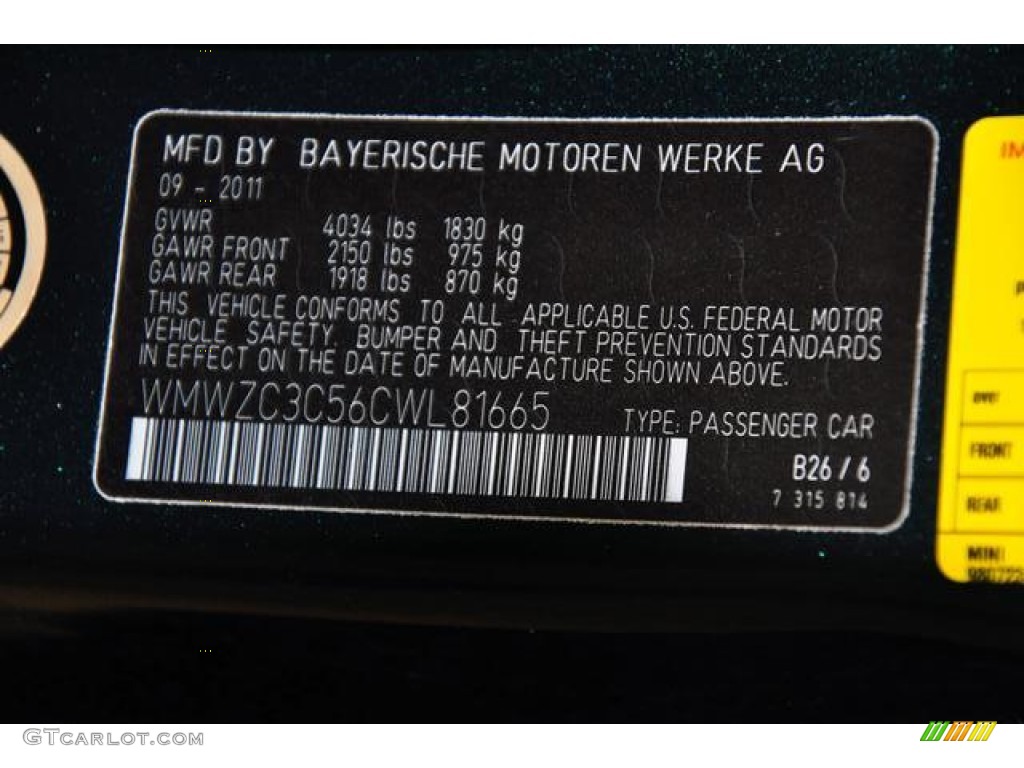 MFD BY BAYERISCHE MOTOREN WERKE AG
09 - 2011
GVWR 4034 lbs 1830 kg
GAWR FRONT 2150 lbs 975 kg
GAWR REAR 1918 lbs 870 kg
THIS VEHICLE CONFORMS TO ALL APPLICABLE U.S. FEDERAL MOTOR
VEHICLE SAFETY, BUMPER AND THEFT PREVENTION STANDARDS
IN EFFECT ON THE DATE OF MANUFACTURE SHOWN ABOVE.
WMWZC3C56CWL81665
TYPE: PASSENGER CAR
B26 / 6
7 315 814
FRONT
REAR
MINI
GTCARLOT.COM